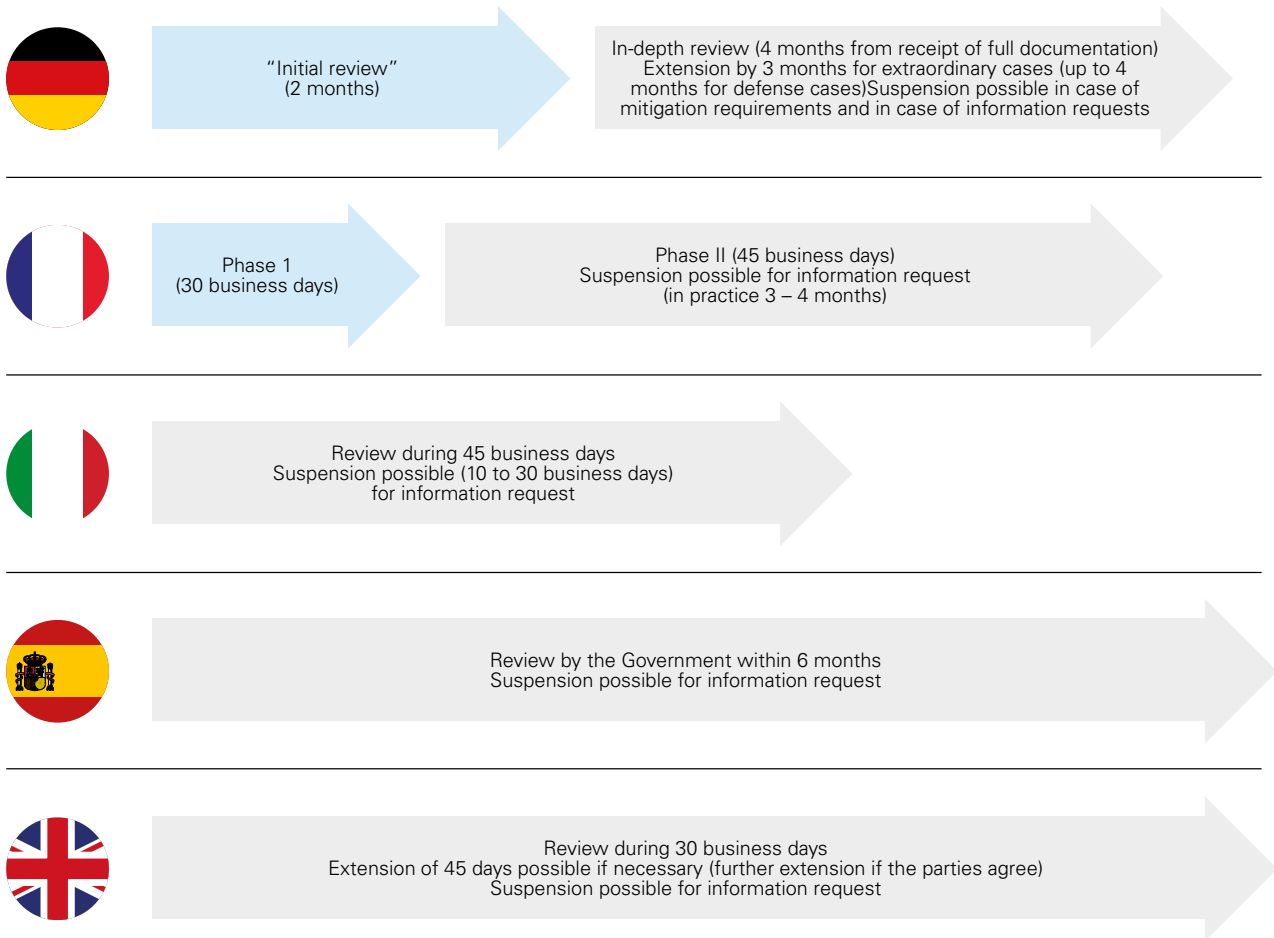 “Initial review”
(2 months)
In-depth review (4 months from receipt of full documentation)
Extension by 3 months for extraordinary cases (up to 4
months for defense cases)Suspension possible in case of
mitigation requirements and in case of information requests
Phase 1
(30 business days)
Phase II (45 business days)
Suspension possible for information request
(in practice 3 – 4 months)
Review during 45 business days
Suspension possible (10 to 30 business days)
for information request
Review by the Government within 6 months
Suspension possible for information request
Review during 30 business days
Extension of 45 days possible if necessary (further extension if the parties agree)
Suspension possible for information request